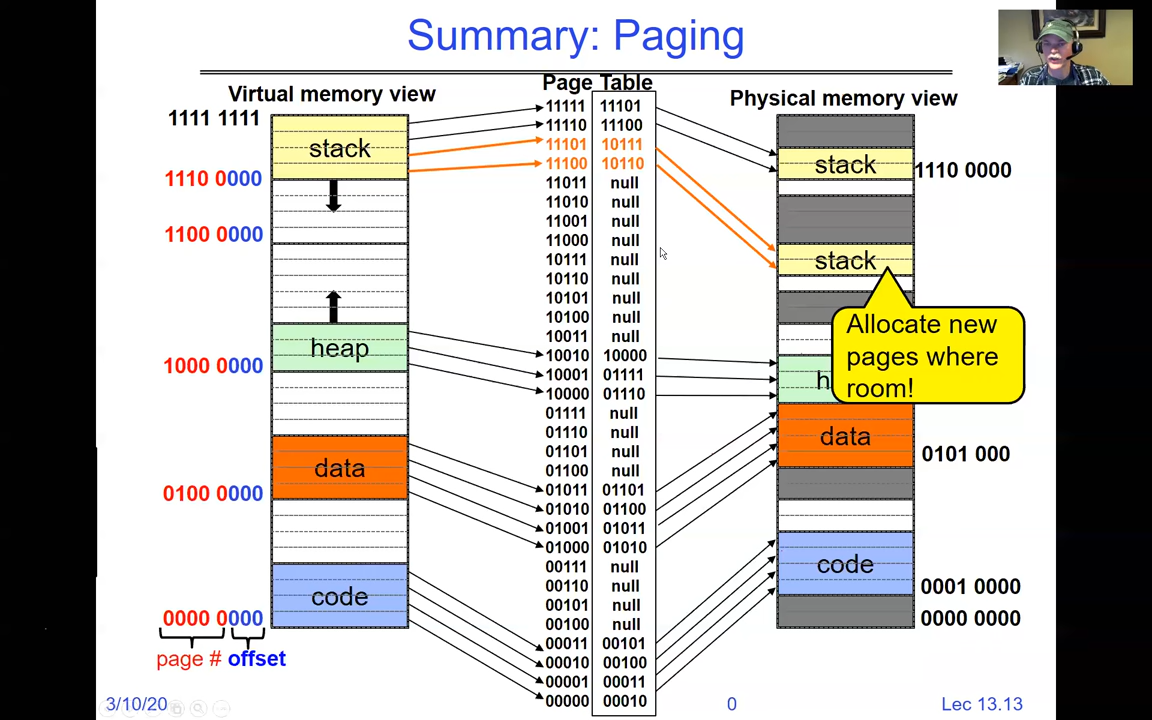 Summary: Paging
Page Table
Virtual memory view
Physical memory view
1111 1111
stack
1110 0000
1100 0000
heap
1000 0000
data
0100 0000
code
0000 0000
page # offset
11111 11101
11110 11100
11101 10111
11100 10110
11011 null
11010 null
11001 null
11000 null
10111 null
10110 null
10101 null
10100 null
10011 null
10010 10000
10001 01111
10000 01110
01111 null
01110 null
01101 null
01100 null
01011 01101
01010 01100
01001 01011
01000 01010
00111 null
00110 null
00101 null
00100 null
00011 00101
00010 00100
00001 00011
00000 00010
stack
1110 0000
stack
Allocate new
pages where
room!
h
data
0101 000
code
0001 0000
0000 0000
3/10/20
0
Lec 13.13